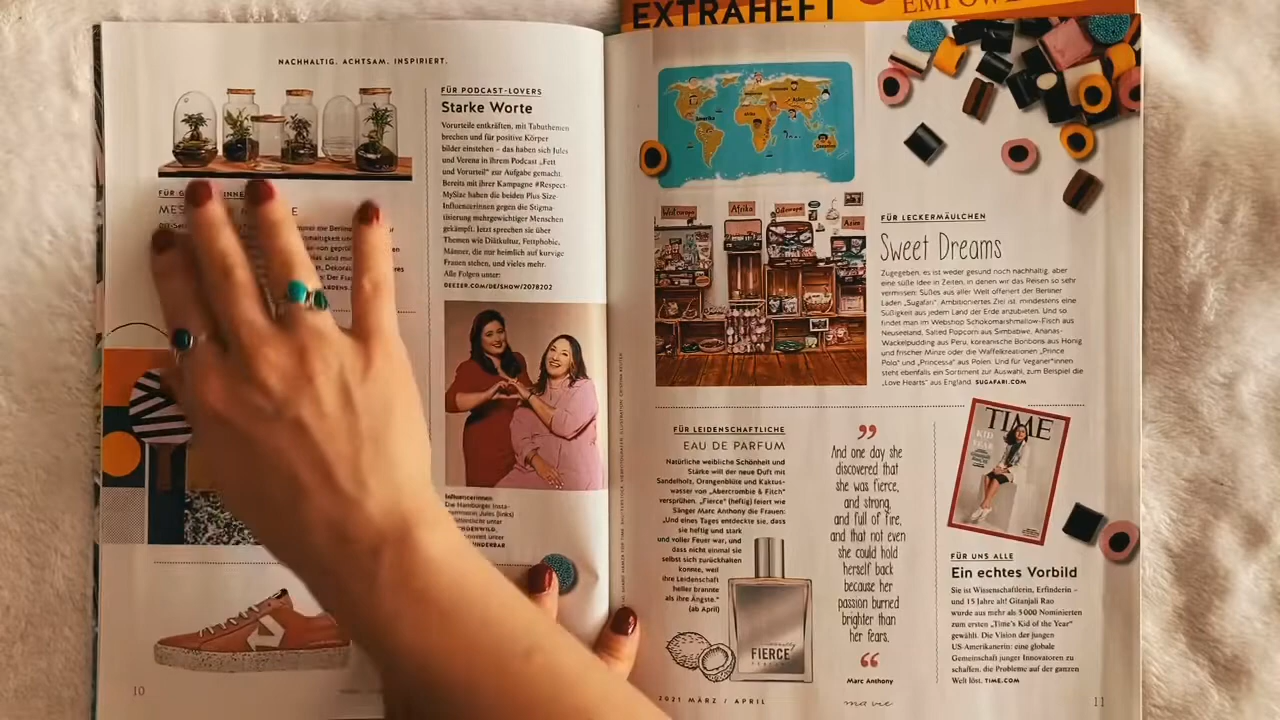 EXTRAHEFT
NACHHALTIG. ACHTSAM. INSPIRIERT.
FÜR PODCAST-LOVERS
Starke Worte
Vorurteile entkräften, mit Tabuthemen
brechen und für positive Körper
bilder einstehen – das haben sich Jules
und Verena in ihrem Podcast „Fett
und Vorurteil" zur Aufgabe gemacht.
Bereits mit ihrer Kampagne #Respect
MySize haben die beiden Plus-Size-
Influencerinnen gegen die Stigma-
tisierung mehrgewichtiger Menschen
gekämpft. Jetzt sprechen sie über
Themen wie Diätkultur, Fettphobie,
Männer, die nur heimlich auf kurvige
Frauen stehen, und vieles mehr.
Alle Folgen unter:
DEEZER.COM/DE/SHOW/2078202
Influencerinnen
Die Hamburger Insta-
Jules (links)
unter
10
Westeuropa
Afrika
Osteuropa
Asien
FÜR LECKERMÄULCHEN
Sweet Dreams
Zugegeben, es ist weder gesund noch nachhaltig, aber
eine süße Idee in Zeiten, in denen wir das Reisen so sehr
vermissen: Süßes aus aller Welt offeriert der Berliner
Laden „Sugafari". Ambitioniertes Ziel ist, mindestens eine
Süßigkeit aus jedem Land der Erde anzubieten. Und so
findet man im Webshop Schokomarshmallow-Fisch aus
Neuseeland, Salted Popcorn aus Simbabwe, Ananas-
Wackelpudding aus Peru, koreanische Bonbons aus Honig
und frischer Minze oder die Waffelkreationen „Prince
Polo" und „Princessa" aus Polen. Und für Veganer*innen
steht ebenfalls ein Sortiment zur Auswahl, zum Beispiel die
„Love Hearts" aus England. SUGAFARI.COM
FÜR LEIDENSCHAFTLICHE
EAU DE PARFUM
Natürliche weibliche Schönheit und
Stärke will der neue Duft mit
Sandelholz, Orangenblüte und Kaktus-
wasser von „Abercrombie & Fitch"
versprühen. „Fierce" (heftig) feiert wie
Sänger Marc Anthony die Frauen:
„Und eines Tages entdeckte sie, dass
sie heftig und stark
und voller Feuer war, und
dass nicht einmal sie
selbst sich zurückhalten
konnte, weil
ihre Leidenschaft
heller brannte
als ihre Ängste."
(ab April)
FIERCE
And one day she
discovered that
she was fierce,
and strong,
and full of fire,
and that not even
she could hold
herself back
because her
passion burned
brighter than
her fears.
Marc Anthony
TIME
KID
YEAR
FÜR UNS ALLE
Ein echtes Vorbild
Sie ist Wissenschaftlerin, Erfinderin –
und 15 Jahre alt! Gitanjali Rao
wurde aus mehr als 5000 Nominierten
zum ersten „Time's Kid of the Year"
gewählt. Die Vision der jungen
US-Amerikanerin: eine globale
Gemeinschaft junger Innovatoren zu
schaffen, die Probleme auf der ganzen
Welt löst. TIME.COM
2021 MÄRZ / APRIL
ma vie
11